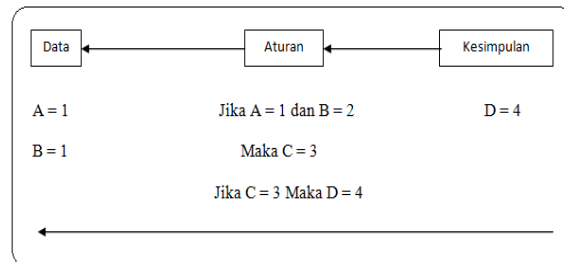 Data Aturan Kesimpulan
A = 1 Jika A = 1 dan B = 2 D = 4
B = 1 Maka C = 3
Jika C = 3 Maka D = 4